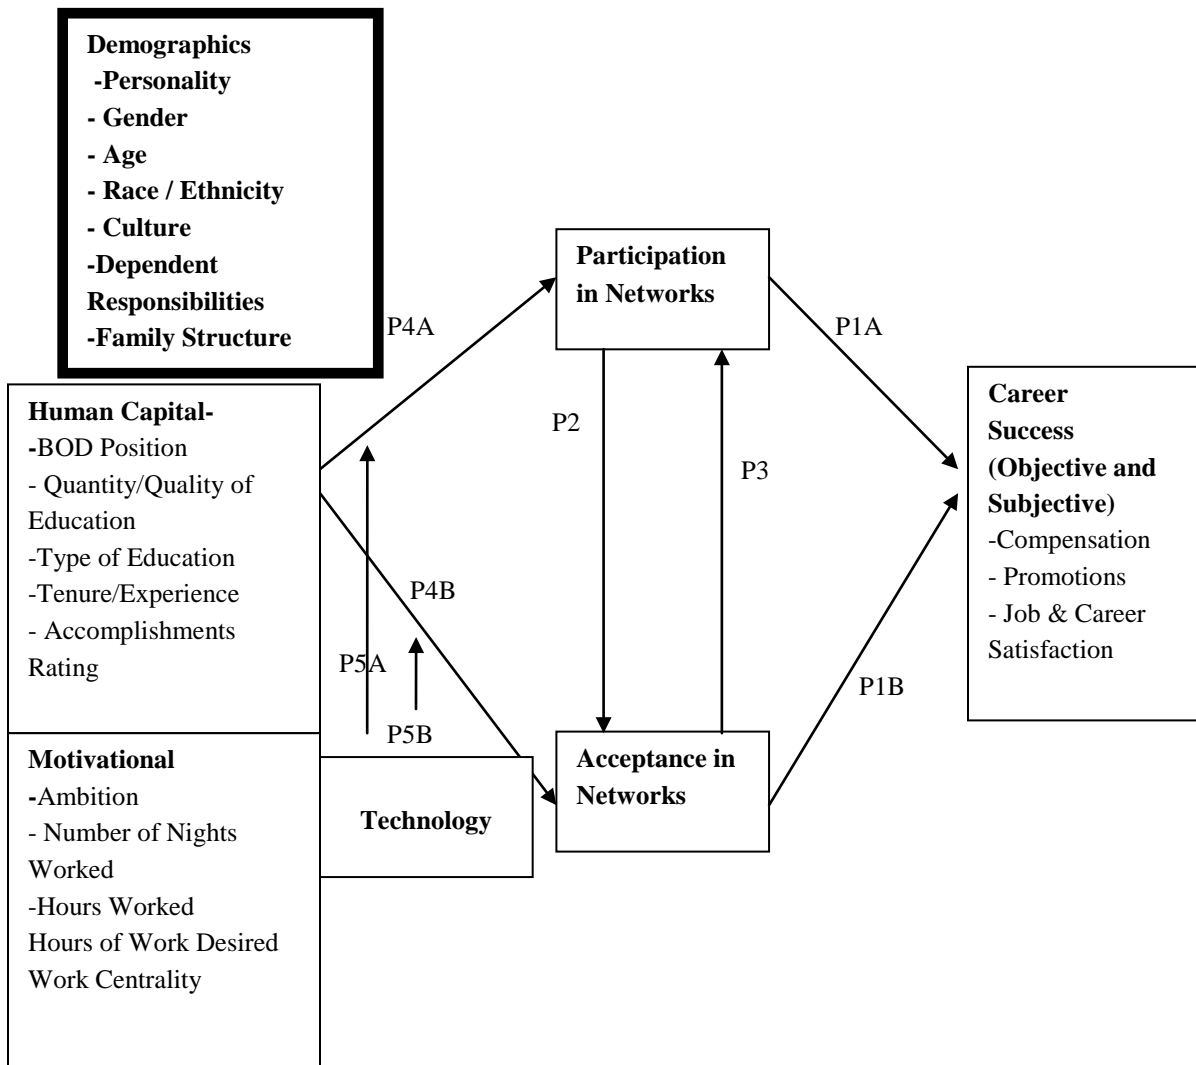 Demographics
-Personality
- Gender
- Age
- Race / Ethnicity
- Culture
-Dependent
Responsibilities
-Family Structure
Human Capital-
-BOD Position
- Quantity/Quality of
Education
-Type of Education
-Tenure/Experience
- Accomplishments
Rating
Motivational
-Ambition
- Number of Nights
Worked
-Hours Worked
Hours of Work Desired
Work Centrality
P4A
P4B
P5A
P5B
Technology
Participation
in Networks
P2
P3
Acceptance in
Networks
P1A
P1B
Career
Success
(Objective and
Subjective)
-Compensation
- Promotions
- Job & Career
Satisfaction